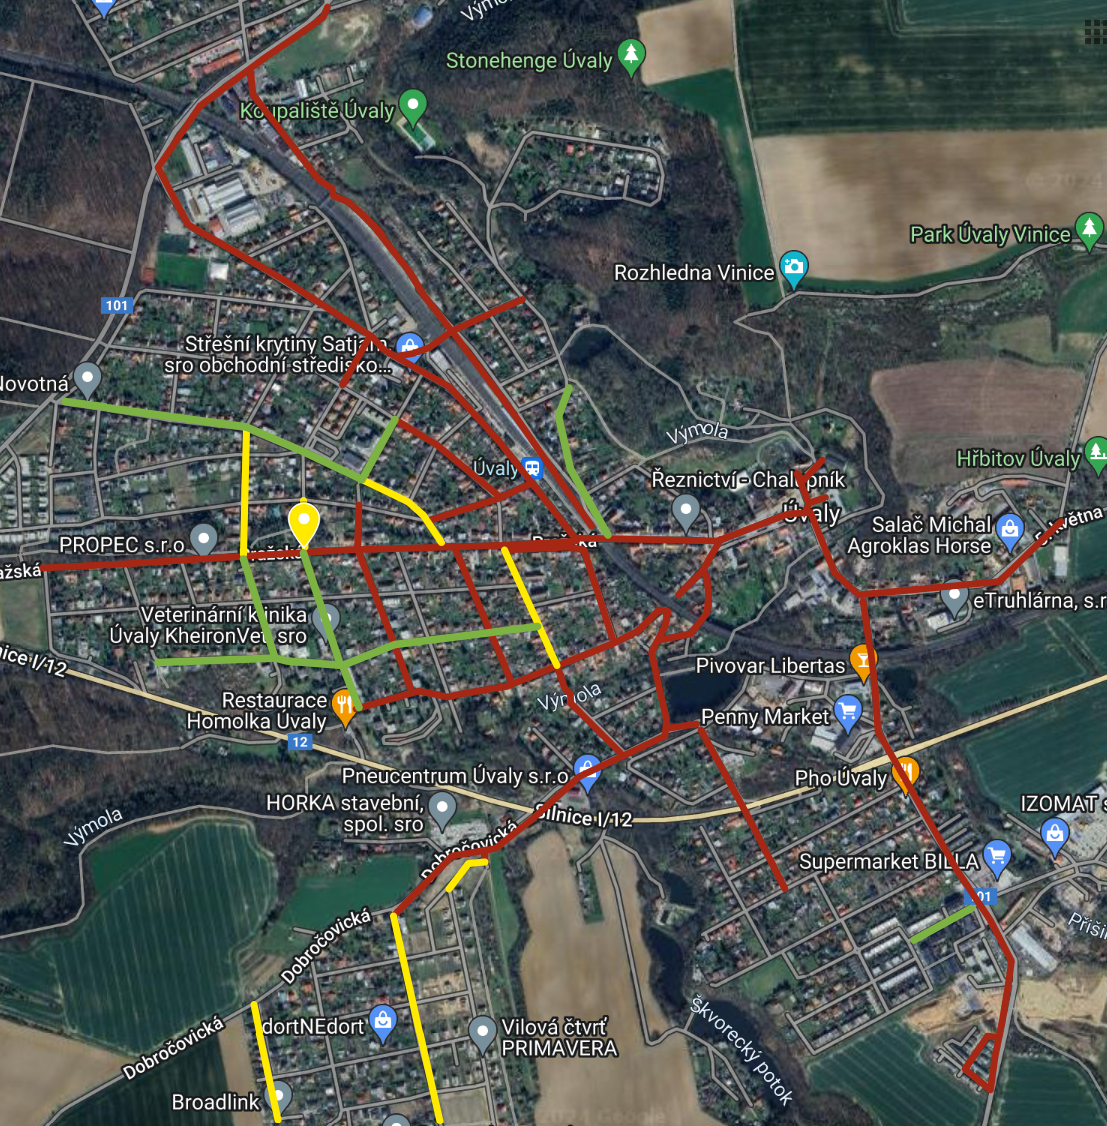 Výmola
Stonehenge Úvaly
Koupaliště Úvaly
Park Úvaly Vinice
Rozhledna Vinice
101
Střešní krytiny Satjam,
sro obchodní středisko...
Novotná
Výmola
Hřbitov Úvaly
Úvaly
Řeznictví - Chalupník
Úvaly
Salač Michal
Agroklas Horse
PROPEC s.r.o
eTruhlárna, s.r
Veterinární klinika
Úvaly KheironVet, sro
nice I/12
Pivovar Libertas
Restaurace
Homolka Úvaly
Výmola
Penny Market
12
Pneucentrum Úvaly s.r.o
Pho Úvaly
HORKA stavební,
spol. sro
Silnice I/12
IZOMAT s
Výmola
Dobročovická
Supermarket BILLA
Dobročovická
Škvorecký potok
dortNEdort
Vilová čtvrť
PRIMAVERA
Dobročovická
Broadlink